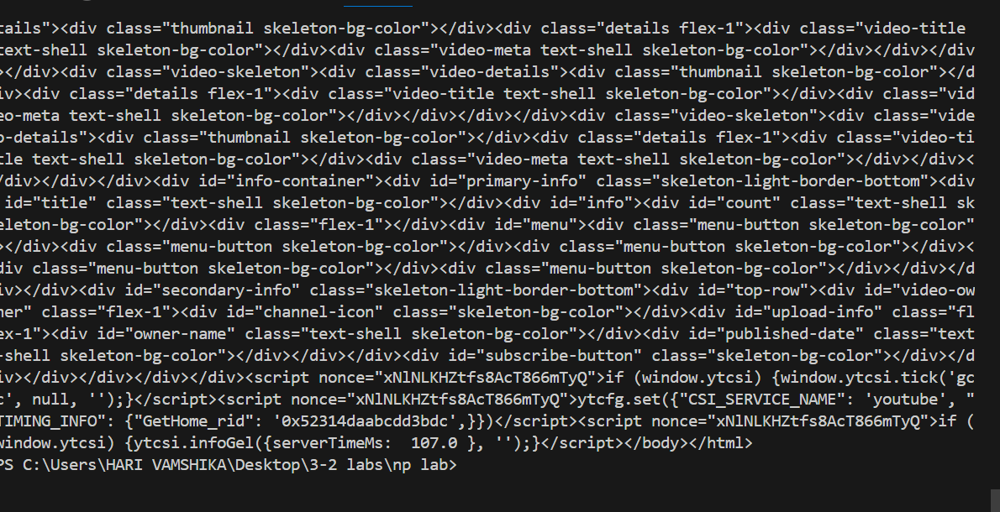 tails"><div class="thumbnail skeleton-bg-color"></div><div class="details flex-1"><div class="video-title
text-shell skeleton-bg-color"></div><div class="video-meta text-shell skeleton-bg-color"></div></div></div
></div><div class="video-skeleton"><div class="video-details"><div class="thumbnail skeleton-bg-color"></d
iv><div class="details flex-1"><div class="video-title text-shell skeleton-bg-color"></div><div class="vid
eo-meta text-shell skeleton-bg-color"></div></div></div></div><div class="video-skeleton"><div class="vide
o-details"><div class="thumbnail skeleton-bg-color"></div><div class="details flex-1"><div class="video-ti
tle text-shell skeleton-bg-color"></div><div class="video-meta text-shell skeleton-bg-color"></div></div><
/div></div></div></div><div id="info-container"><div id="primary-info" class="skeleton-light-border-bottom"><div
 id="title" class="text-shell skeleton-bg-color"></div><div id="info"><div id="count" class="text-shell sk
eleton-bg-color"></div><div class="flex-1"></div><div id="menu"><div class="menu-button skeleton-bg-color"
></div><div class="menu-button skeleton-bg-color"></div><div class="menu-button skeleton-bg-color"></div><
div class="menu-button skeleton-bg-color"></div><div class="menu-button skeleton-bg-color"></div></div></d
iv></div><div id="secondary-info" class="skeleton-light-border-bottom"><div id="top-row"><div id="video-ow
ner" class="flex-1"><div id="channel-icon" class="skeleton-bg-color"></div><div id="upload-info" class="fl
ex-1"><div id="owner-name" class="text-shell skeleton-bg-color"></div><div id="published-date" class="text
-shell skeleton-bg-color"></div></div></div><div id="subscribe-button" class="skeleton-bg-color"></div></d
iv></div></div></div></div><script nonce="xNlNLKHZtfs8AcT866mTyQ">if (window.ytcsi) {window.ytcsi.tick('gc
c', null, '');}</script><script nonce="xNlNLKHZtfs8AcT866mTyQ">ytcfg.set({"CSI_SERVICE_NAME": 'youtube', "
TIMING_INFO": {"GetHome_rid": '0x52314daabcdd3bdc',}})</script><script nonce="xNlNLKHZtfs8AcT866mTyQ">if (
window.ytcsi) {ytcsi.infoGel({serverTimeMs:  107.0 }, '');}</script></body></html>
PS C:\Users\HARI VAMSHIKA\Desktop\3-2 labs\np lab>